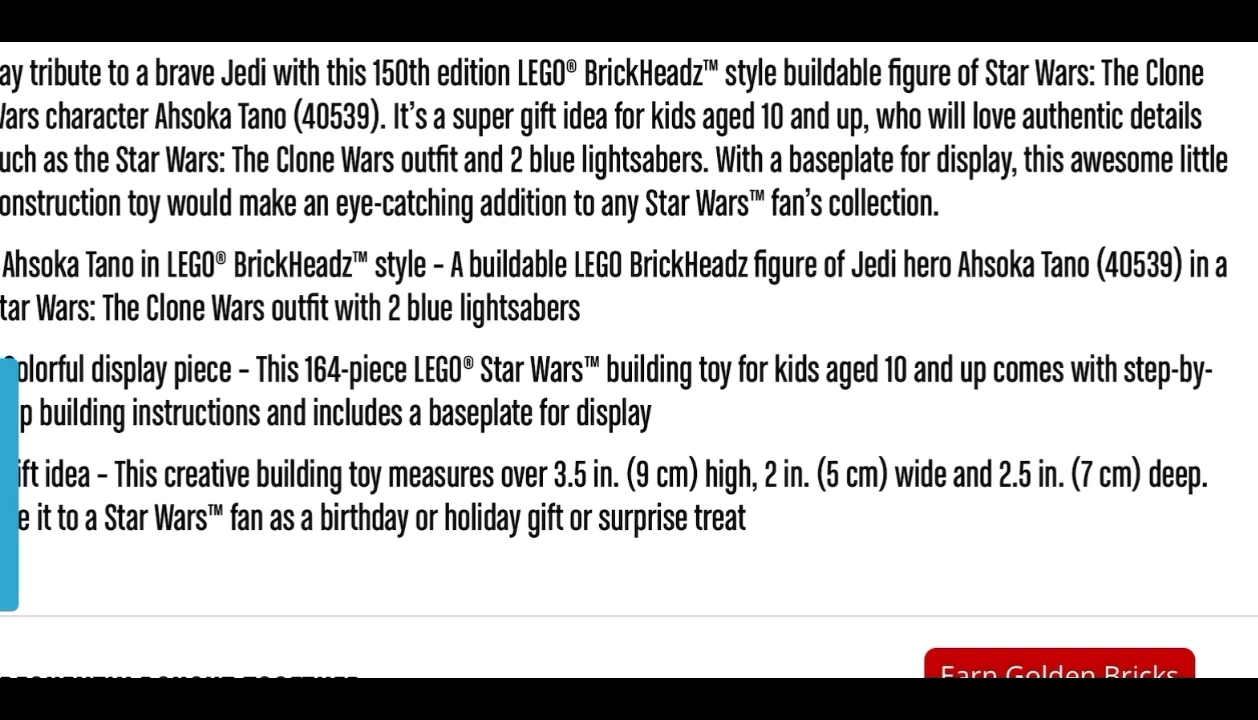 ay tribute to a brave Jedi with this 150th edition LEGO® BrickHeadz™ style buildable figure of Star Wars: The Clone
ars character Ahsoka Tano (40539). It’s a super gift idea for kids aged 10 and up, who will love authentic details
uch as the Star Wars: The Clone Wars outfit and 2 blue lightsabers. With a baseplate for display, this awesome little
onstruction toy would make an eye-catching addition to any Star Wars™ fan’s collection.
Ahsoka Tano in LEGO® BrickHeadz™ style – A buildable LEGO BrickHeadz figure of Jedi hero Ahsoka Tano (40539) in a
tar Wars: The Clone Wars outfit with 2 blue lightsabers
olorful display piece – This 164-piece LEGO® Star Wars™ building toy for kids aged 10 and up comes with step-by-
p building instructions and includes a baseplate for display
ift idea – This creative building toy measures over 3.5 in. (9 cm) high, 2 in. (5 cm) wide and 2.5 in. (7 cm) deep.
e it to a Star Wars™ fan as a birthday or holiday gift or surprise treat
Earn Golden Bricks